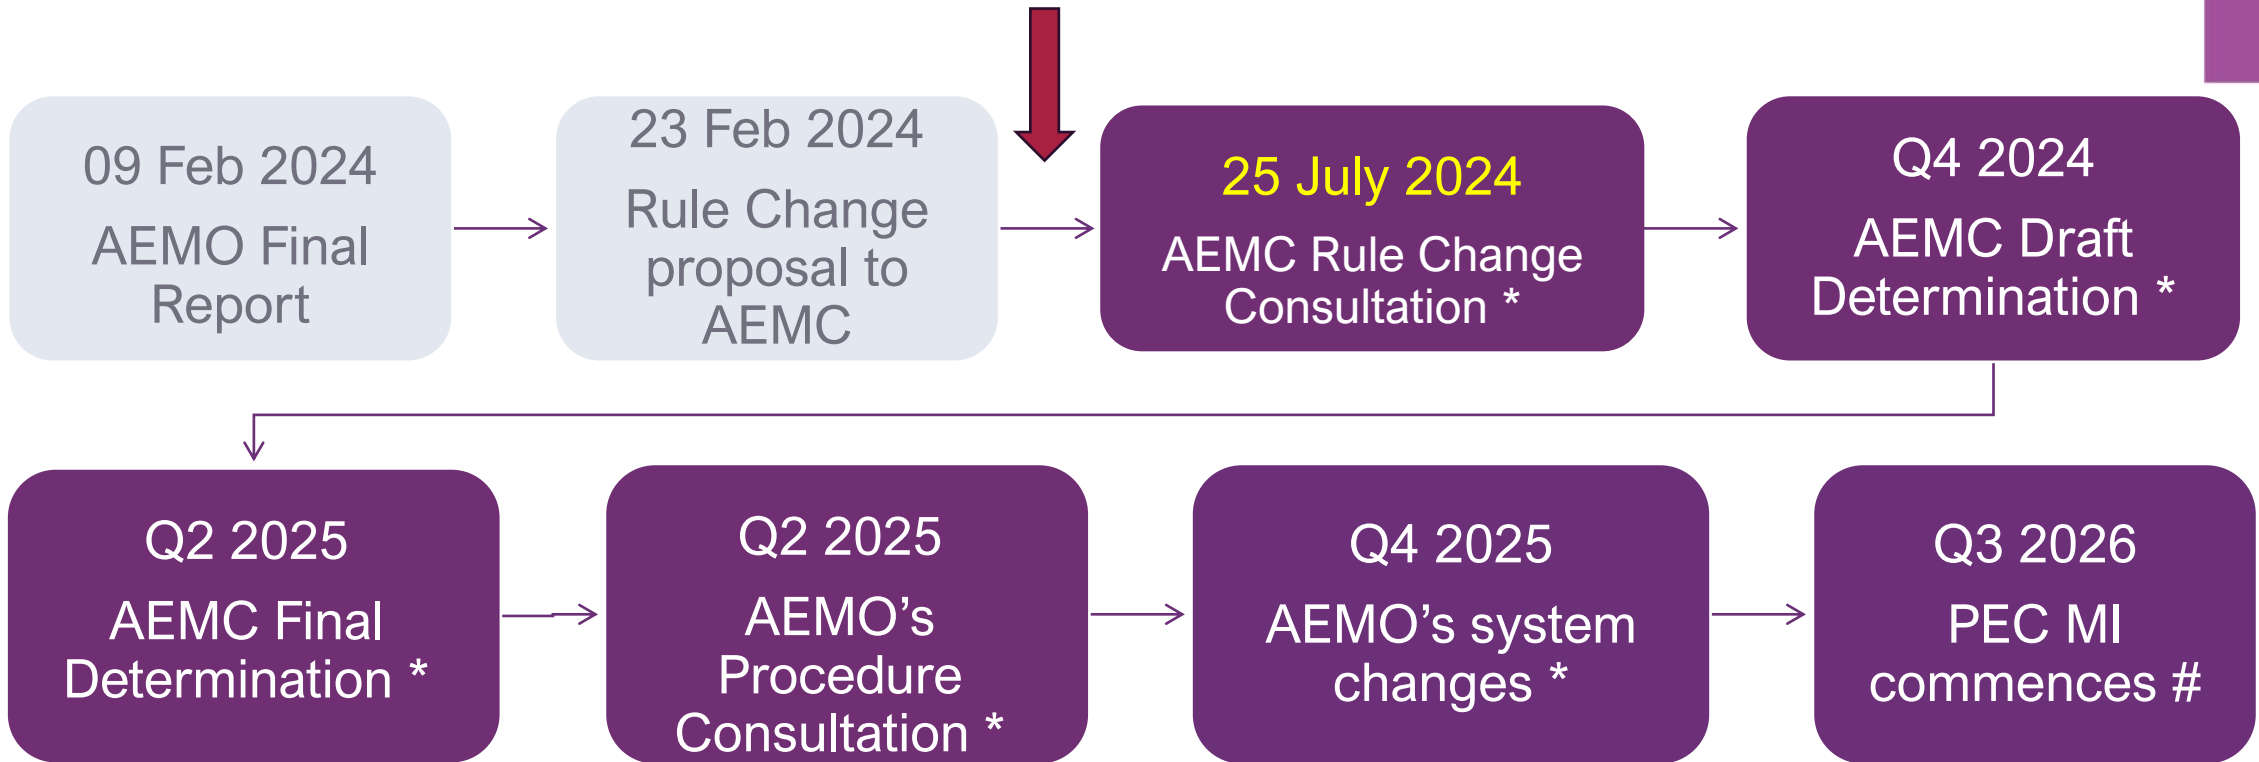 09 Feb 2024
AEMO Final
Report
23 Feb 2024
Rule Change
proposal to
AEMC
25 July 2024
AEMC Rule Change
Consultation *
Q4 2024
AEMC Draft
Determination *
Q2 2025
AEMC Final
Determination *
Q2 2025
AEMO’s
Procedure
Consultation *
Q4 2025
AEMO’s system
changes *
Q3 2026
PEC MI
commences #